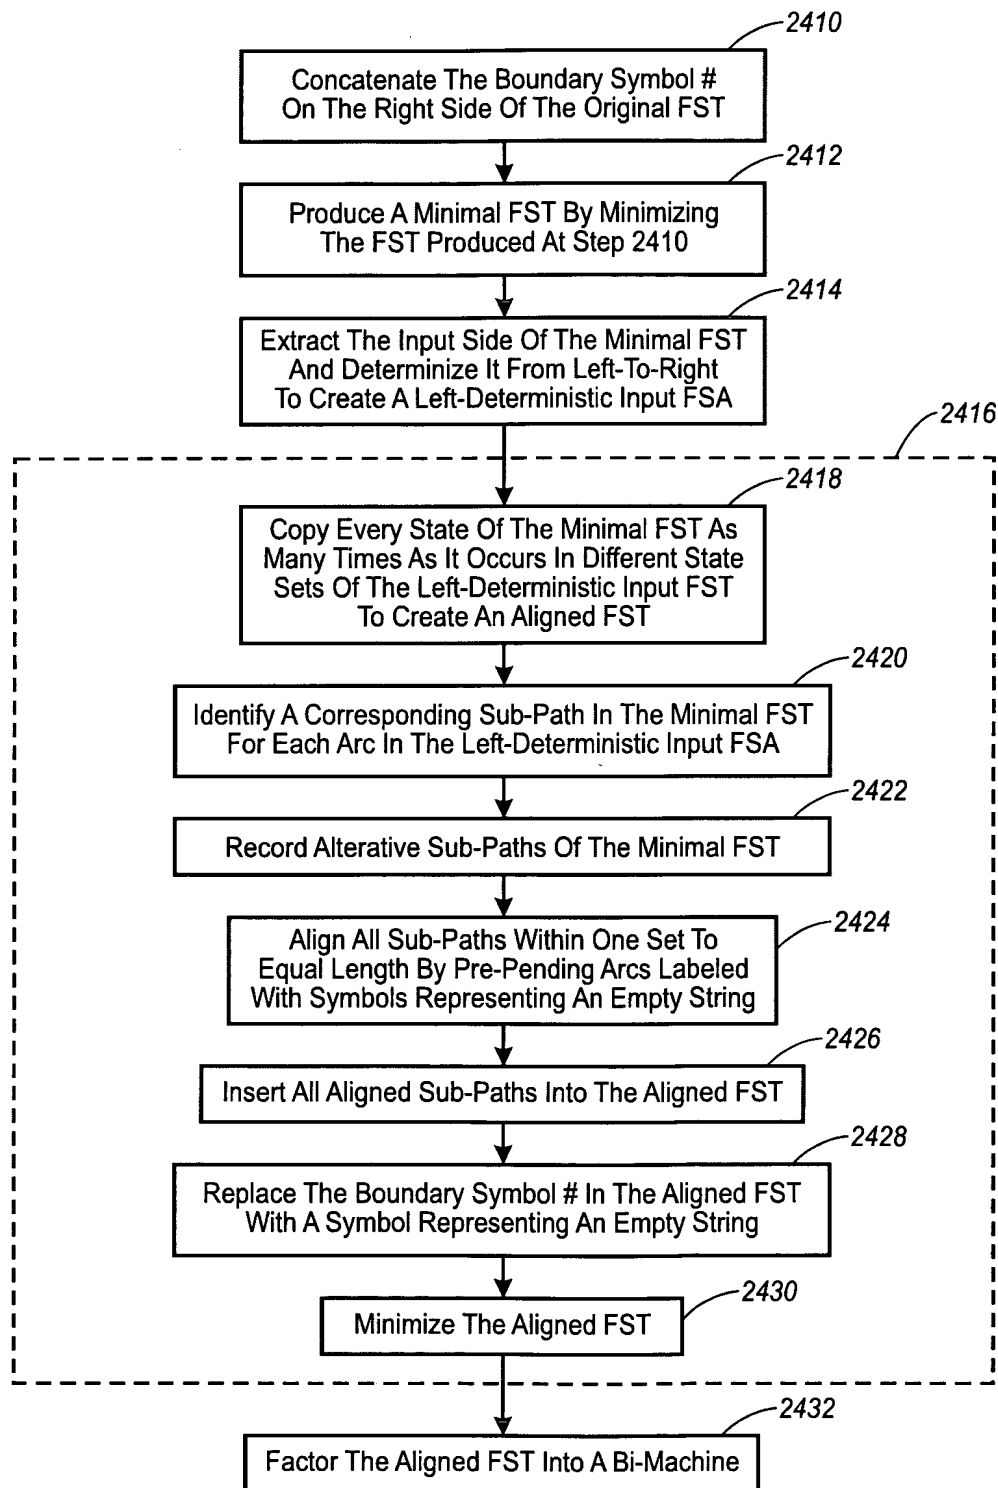 2410
Concatenate The Boundary Symbol #
On The Right Side Of The Original FST
2412
Produce A Minimal FST By Minimizing
The FST Produced At Step 2410
2414
Extract The Input Side Of The Minimal FST
And Determinize It From Left-To-Right
To Create A Left-Deterministic Input FSA
2416
2418
Copy Every State Of The Minimal FST As
Many Times As It Occurs In Different State
Sets Of The Left-Deterministic Input FST
To Create An Aligned FST
2420
Identify A Corresponding Sub-Path In The Minimal FST
For Each Arc In The Left-Deterministic Input FSA
2422
Record Alterative Sub-Paths Of The Minimal FST
2424
Align All Sub-Paths Within One Set To
Equal Length By Pre-Pending Arcs Labeled
With Symbols Representing An Empty String
2426
Insert All Aligned Sub-Paths Into The Aligned FST
2428
Replace The Boundary Symbol # In The Aligned FST
With A Symbol Representing An Empty String
2430
Minimize The Aligned FST
2432
Factor The Aligned FST Into A Bi-Machine